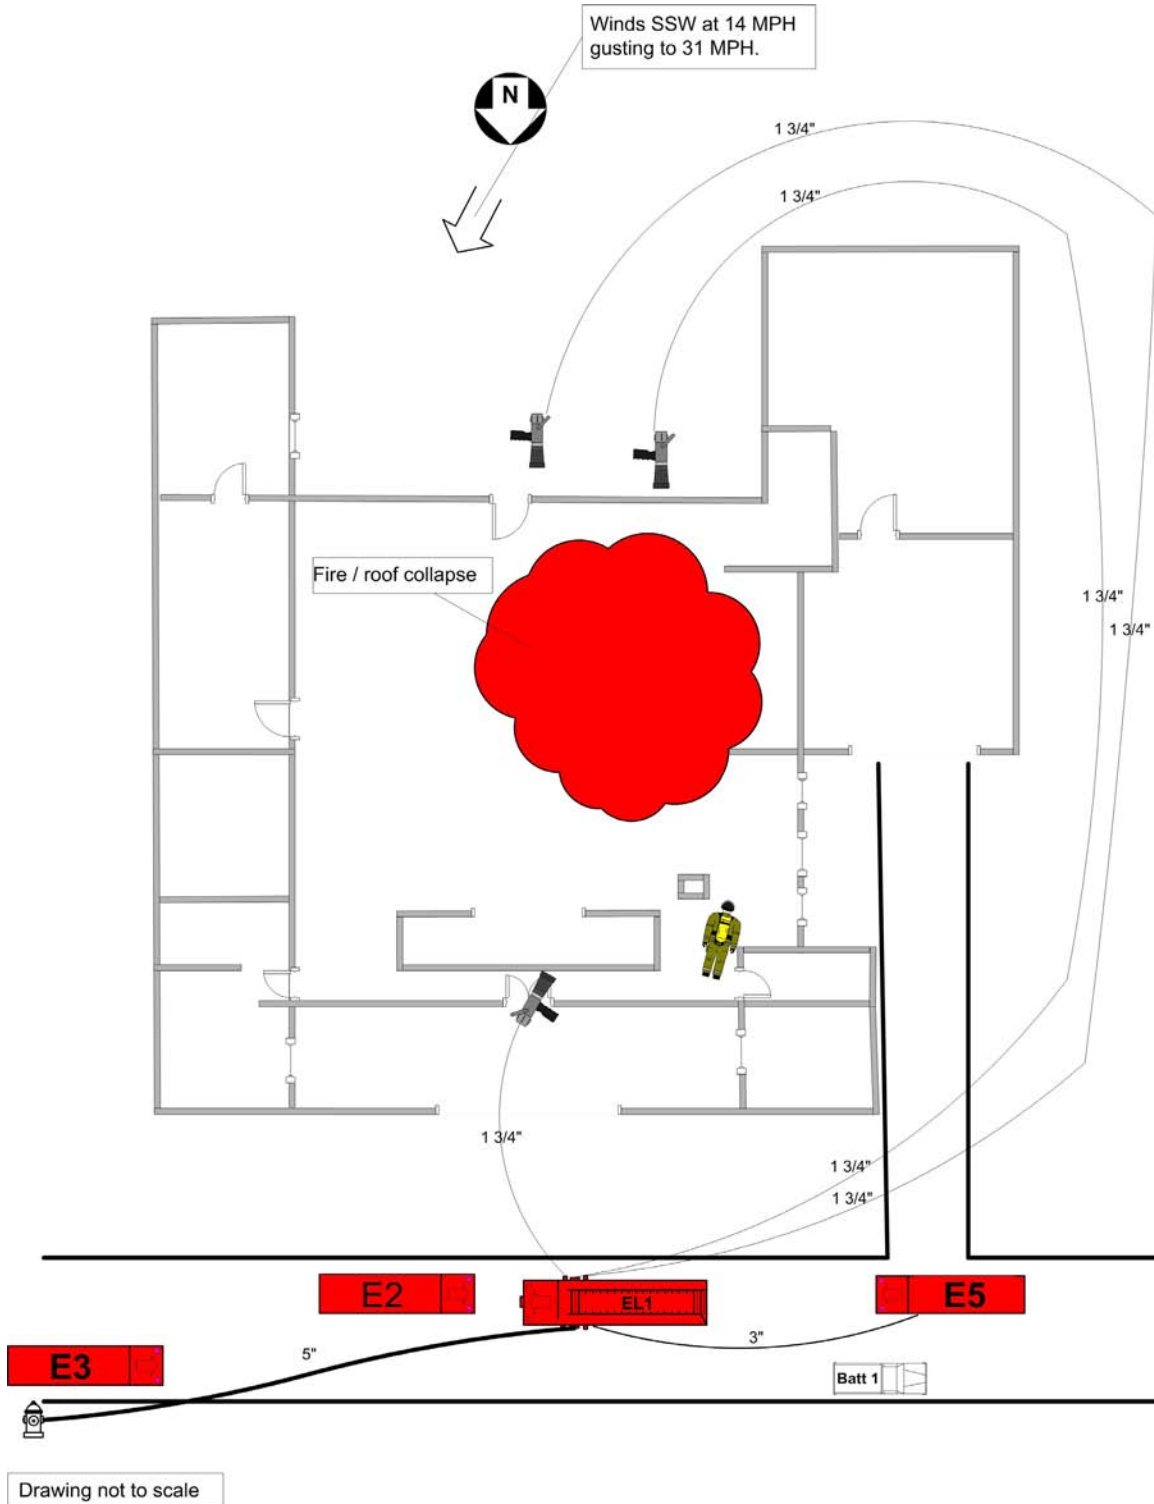 Winds SSW at 14 MPH
gusting to 31 MPH.
N
1 3/4"
1 3/4"
Fire / roof collapse
1 3/4"
1 3/4"
1 3/4"
1 3/4"
1 3/4"
E2
EL1
E5
3"
5"
E3
Batt 1
Drawing not to scale